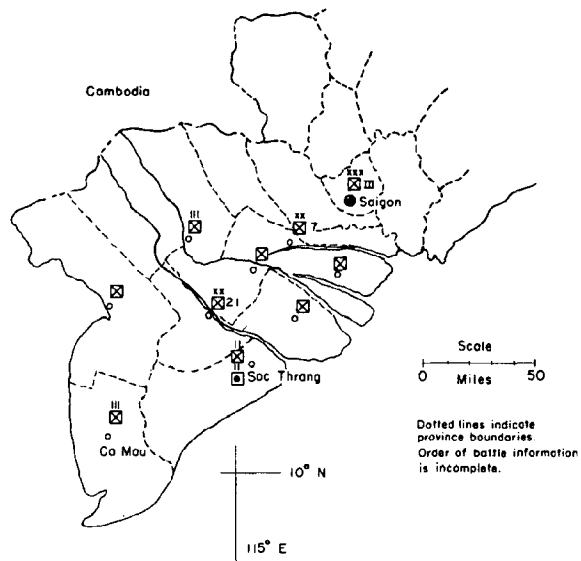 Cambodia
xxx
III
Saigon
III
xx
7
xx
21
II
Soc Thrang
II
III
Ca Mau
Scale
0 50
Miles
Dotted lines indicate
province boundaries.
Order of battle information
is incomplete.
10° N
115° E